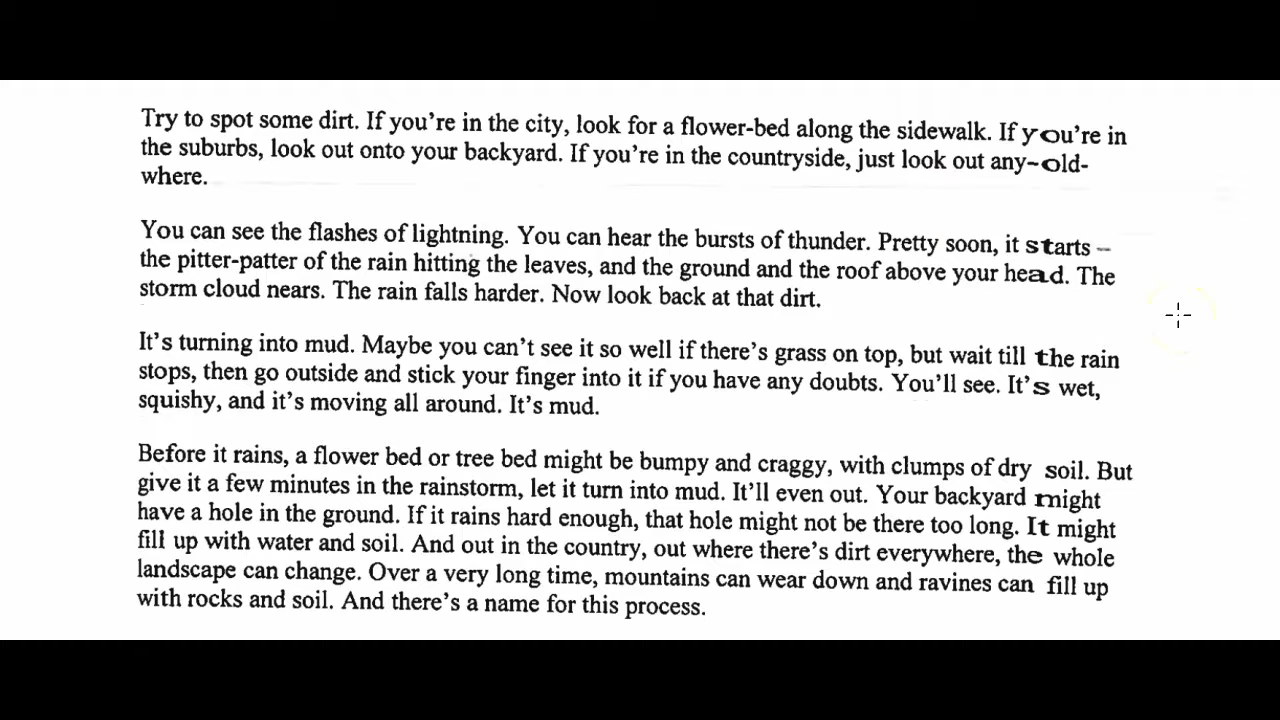 Try to spot some dirt. If you're in the city, look for a flower-bed along the sidewalk. If you're in
the suburbs, look out onto your backyard. If you're in the countryside, just look out any-old-
where.
You can see the flashes of lightning. You can hear the bursts of thunder. Pretty soon, it starts –
the pitter-patter of the rain hitting the leaves, and the ground and the roof above your head. The
storm cloud nears. The rain falls harder. Now look back at that dirt.
It's turning into mud. Maybe you can't see it so well if there's grass on top, but wait till the rain
stops, then go outside and stick your finger into it if you have any doubts. You'll see. It's wet,
squishy, and it's moving all around. It's mud.
Before it rains, a flower bed or tree bed might be bumpy and craggy, with clumps of dry soil. But
give it a few minutes in the rainstorm, let it turn into mud. It'll even out. Your backyard might
have a hole in the ground. If it rains hard enough, that hole might not be there too long. It might
fill up with water and soil. And out in the country, out where there's dirt everywhere, the whole
landscape can change. Over a very long time, mountains can wear down and ravines can fill up
with rocks and soil. And there's a name for this process.